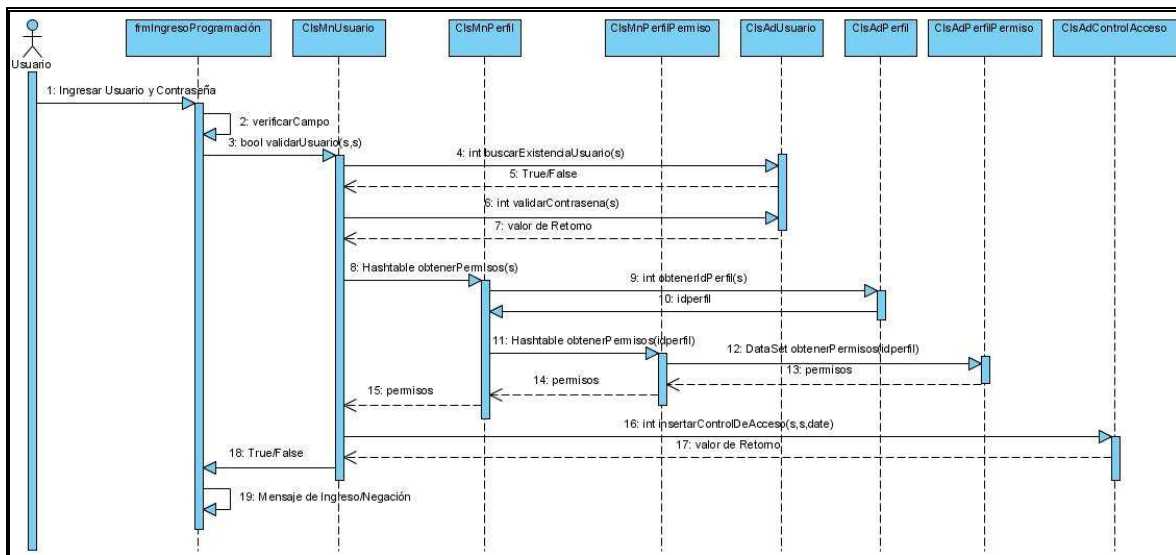 frmIngresoProgramación
ClsMnUsuario
ClsMnPerfil
ClsMnPerfilPermiso
ClsAdUsuario
ClsAdPerfil
ClsAdPerfilPermiso
ClsAdControlAcceso
Usuario
1: Ingresar Usuario y Contraseña
2: verificarCampo
3: bool validarUsuario(s,s)
4: int buscarExistenciaUsuario(s)
5: True/False
6: int validarContrasena(s)
7: valor de Retorno
8: Hashtable obtenerPermisos(s)
9: int obtenerIdPerfil(s)
10: idperfil
11: Hashtable obtenerPermisos(idperfil)
12: DataSet obtenerPermisos(idperfil)
13: permisos
14: permisos
15: permisos
16: int insertarControlDeAcceso(s,s,date)
17: valor de Retorno
18: True/False
19: Mensaje de Ingreso/Negación